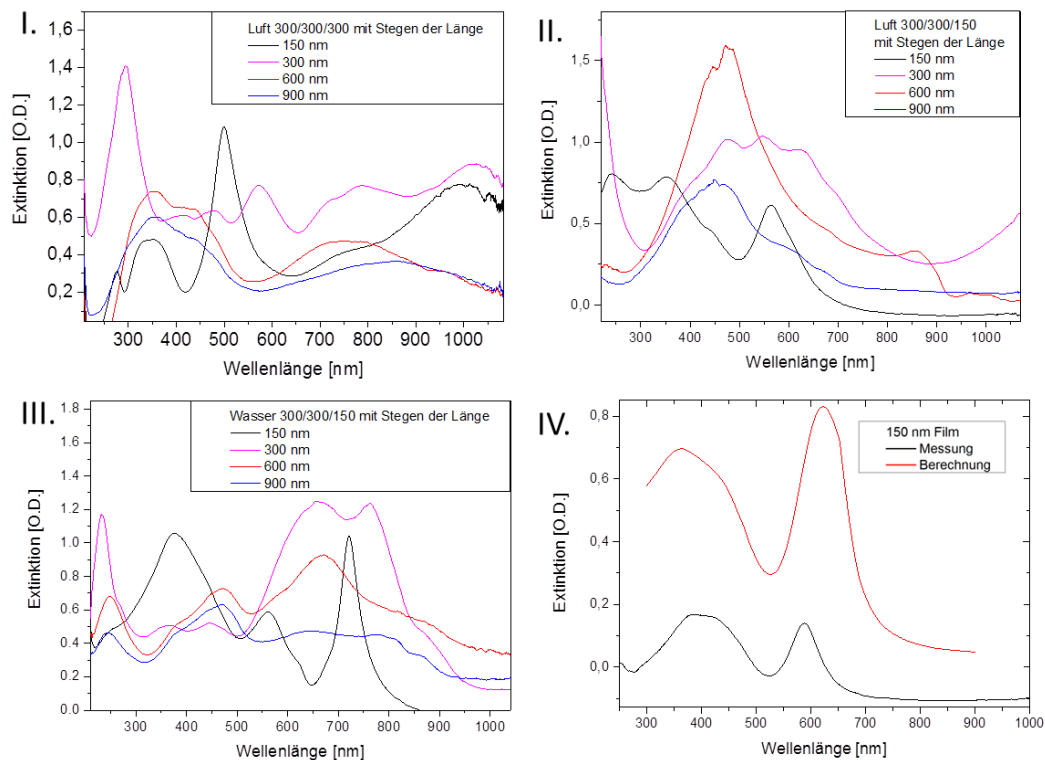 I.
Luft 300/300/300 mit Stegen der Länge
150 nm
300 nm
600 nm
900 nm
Extinktion [O.D.]
1,6
1,4
1,2
1,0
0,8
0,6
0,4
0,2
300 400 500 600 700 800 900 1000
Wellenlänge [nm]
II.
Luft 300/300/150
mit Stegen der Länge
150 nm
300 nm
600 nm
900 nm
Extinktion [O.D.]
1,5
1,0
0,5
0,0
300 400 500 600 700 800 900 1000
Wellenlänge [nm]
III.
Wasser 300/300/150 mit Stegen der Länge
150 nm
300 nm
600 nm
900 nm
Extinktion [O.D.]
1.8
1.6
1.4
1.2
1.0
0.8
0.6
0.4
0.2
0.0
300 400 500 600 700 800 900 1000
Wellenlänge [nm]
IV.
150 nm Film
Messung
Berechnung
Extinktion [O.D.]
0,8
0,6
0,4
0,2
0,0
300 400 500 600 700 800 900 1000
Wellenlänge [nm]